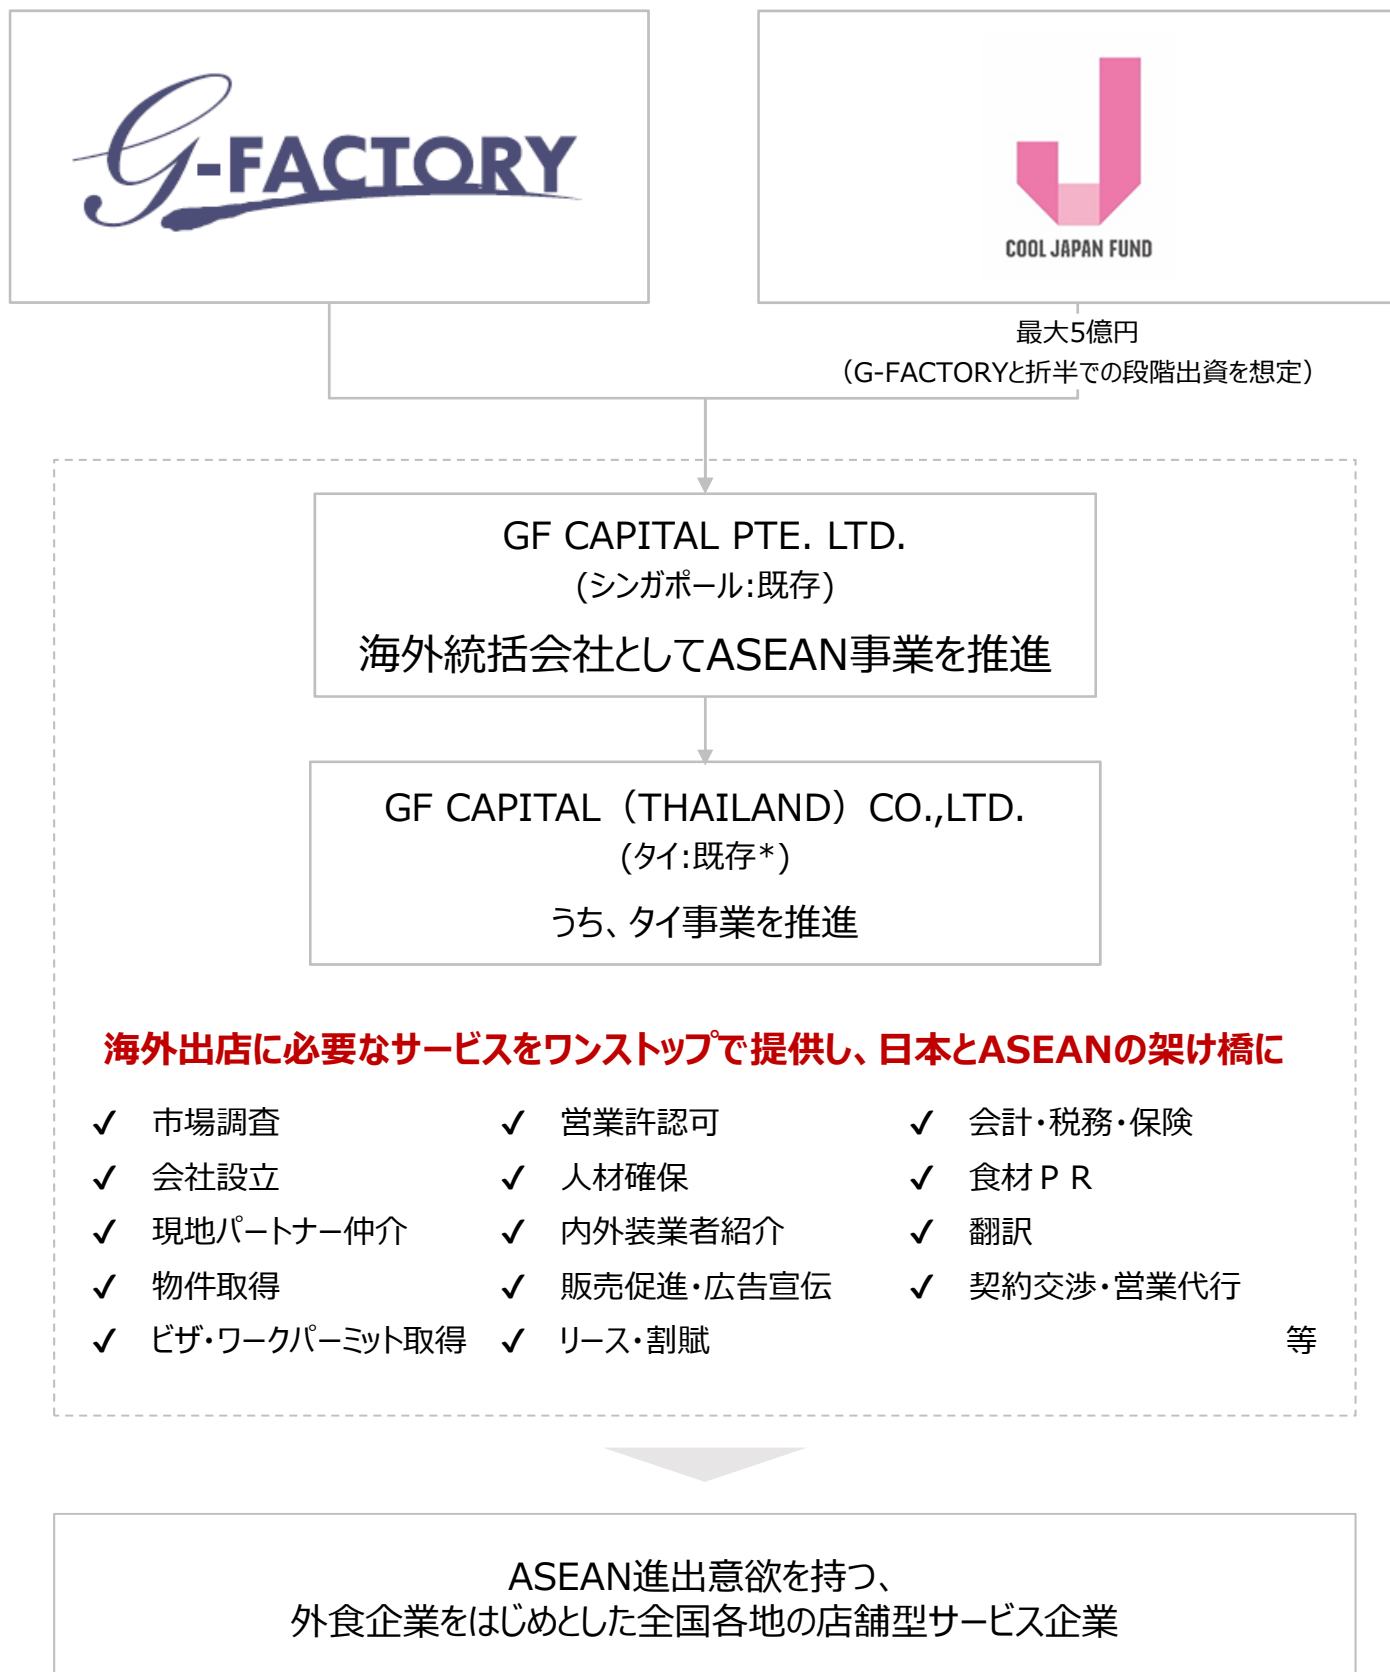 G-FACTORY
COOL JAPAN FUND
最大5億円
（G-FACTORYと折半での段階出資を想定）
GF CAPITAL PTE. LTD.
(シンガポール:既存)
海外統括会社としてASEAN事業を推進
GF CAPITAL（THAILAND）CO.,LTD.
(タイ:既存*)
うち、タイ事業を推進
海外出店に必要なサービスをワンストップで提供し、日本とASEANの架け橋に
✓ 市場調査 ✓ 営業許認可 ✓ 会計・税務・保険
✓ 会社設立 ✓ 人材確保 ✓ 食材ＰＲ
✓ 現地パートナー仲介 ✓ 内外装業者紹介 ✓ 翻訳
✓ 物件取得 ✓ 販売促進・広告宣伝 ✓ 契約交渉・営業代行
✓ ビザ・ワークパーミット取得 ✓ リース・割賦 等
ASEAN進出意欲を持つ、
外食企業をはじめとした全国各地の店舗型サービス企業